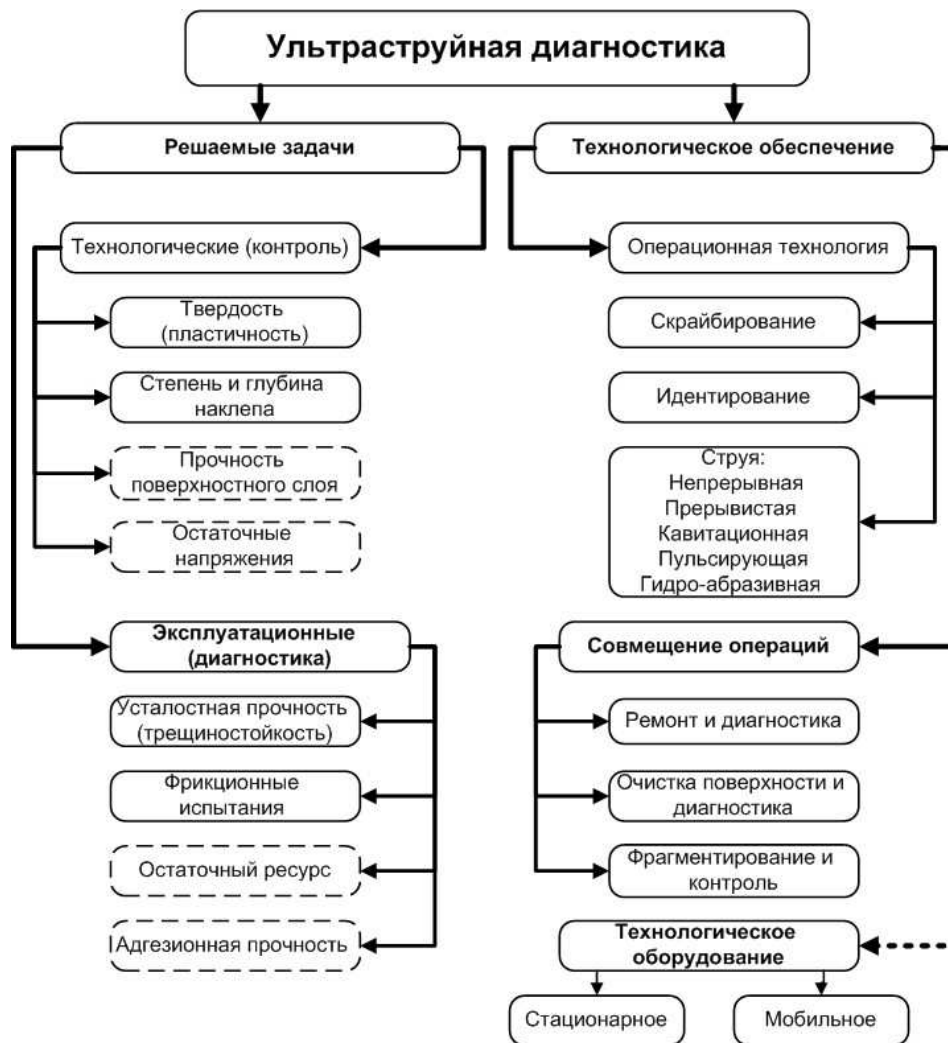 Ультраструйная диагностика
Решаемые задачи
Технологические (контроль)
Твердость
(пластичность)
Степень и глубина
наклепа
Прочность
поверхностного слоя
Остаточные
напряжения
Эксплуатационные
(диагностика)
Усталостная прочность
(трещиностойкость)
Фрикционные
испытания
Остаточный ресурс
Адгезионная прочность
Технологическое обеспечение
Операционная технология
Скрайбирование
Идентирование
Струя:
Непрерывная
Прерывистая
Кавитационная
Пульсирующая
Гидро-абразивная
Совмещение операций
Ремонт и диагностика
Очистка поверхности и
диагностика
Фрагментирование и
контроль
Технологическое
оборудование
Стационарное
Мобильное